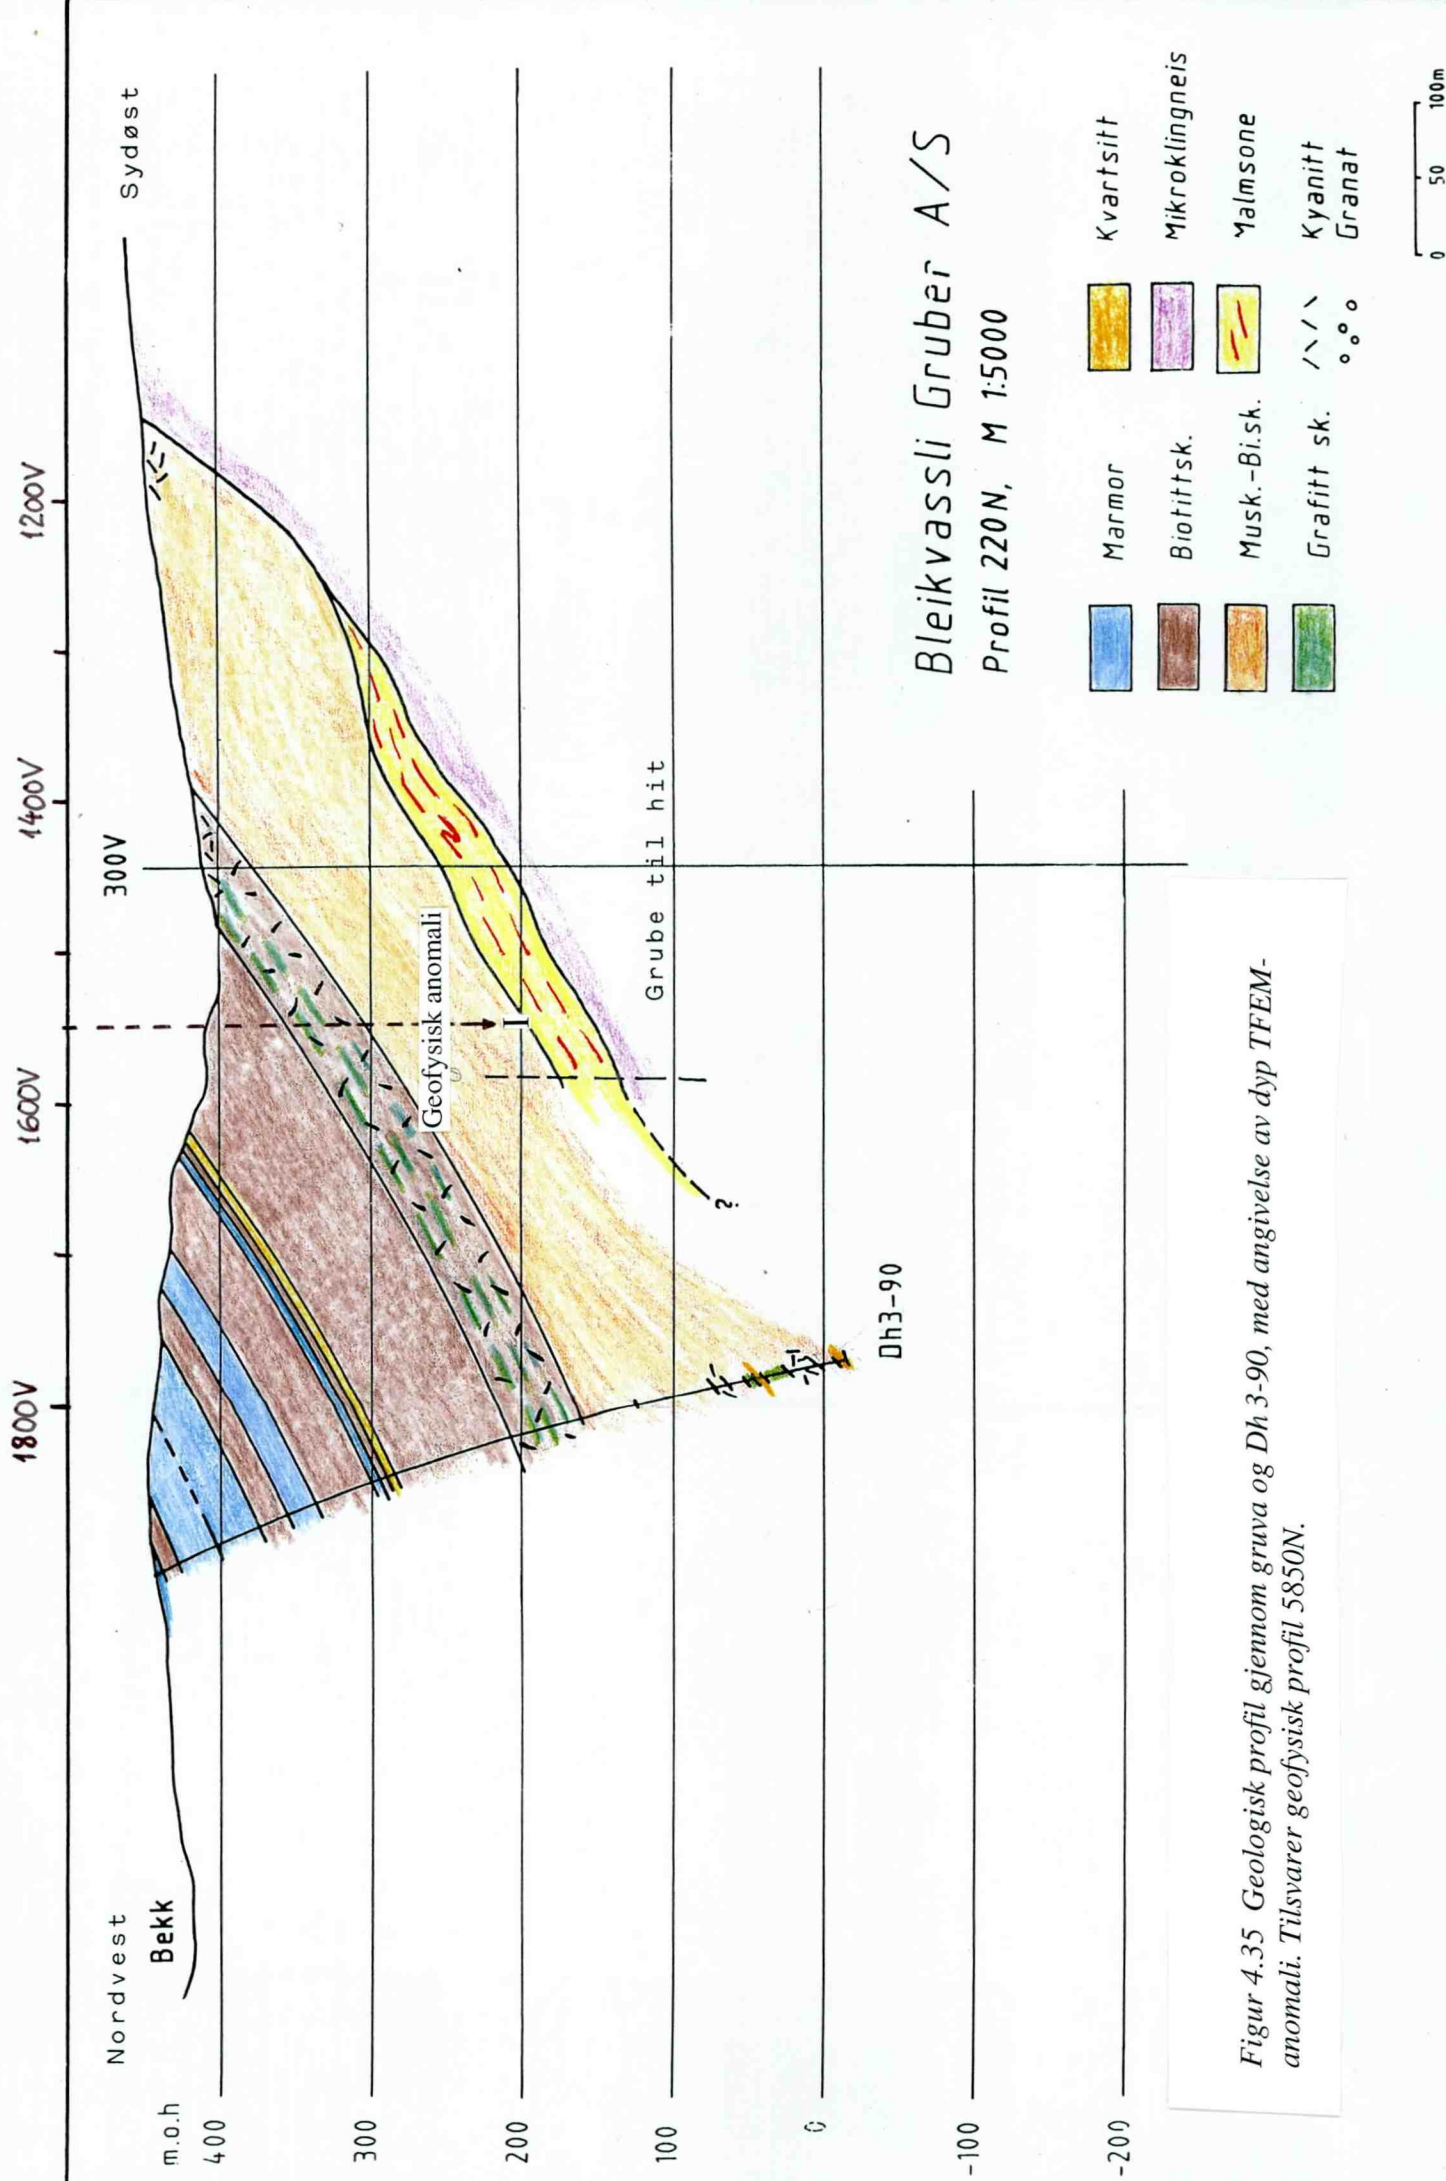 1800V
1600V
1400V
1200V
Nordvest
Sydøst
Bekk
300V
m.o.h
400
300
200
100
0
-100
-200
Geofysisk anomali
Grube til hit
?
Dh3-90
Bleikvassli Gruber A/S
Profil 220N, M 1:5000
Marmor
Kvartsitt
Biotittsk.
Mikroklingneis
Musk.-Bi.sk.
Malmsone
Grafitt sk.
Kyanitt
Granat
0 50 100m
Figur 4.35 Geologisk profil gjennom gruva og Dh 3-90, med angivelse av dyp TFEM-
anomali. Tilsvarer geofysisk profil 5850N.